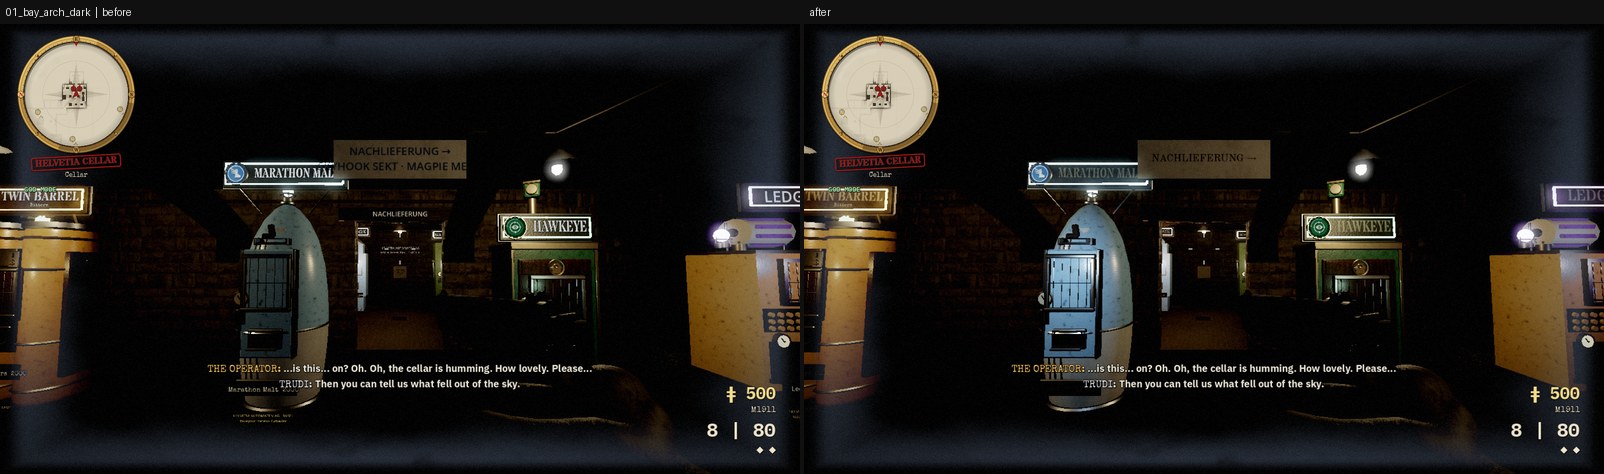 01_bay_arch_dark | before
HELVETIA CELLAR
Cellar
GOD MODE
TWIN BARREL
MARATHON MAL
NACHLIEFERUNG →
HOOK SEKT · MAGPIE ME
NACHLIEFERUNG
HAWKEYE
LEDG
THE OPERATOR: ...is this... on? Oh. Oh, the cellar is humming. How lovely. Please...
TRUDI: Then you can tell us what fell out of the sky.
Marathon Malt
500
M1911
8 | 80
after
HELVETIA CELLAR
Cellar
GOD MODE
TWIN BARREL
MARATHON MAL
NACHLIEFERUNG →
HAWKEYE
LEDG
THE OPERATOR: ...is this... on? Oh. Oh, the cellar is humming. How lovely. Please...
TRUDI: Then you can tell us what fell out of the sky.
500
M1911
8 | 80